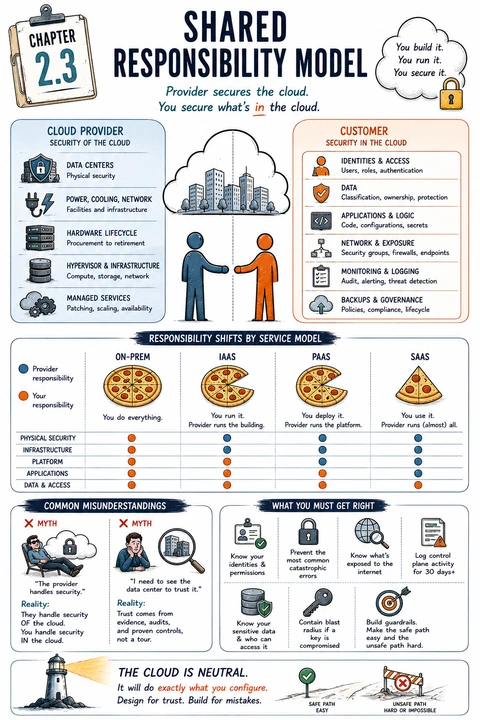 CHAPTER
2.3
SHARED
RESPONSIBILITY MODEL
Provider secures the cloud.
You secure what's in the cloud.
You build it.
You run it.
You secure it.
CLOUD PROVIDER
SECURITY OF THE CLOUD
DATA CENTERS
Physical security
POWER, COOLING, NETWORK
Facilities and infrastructure
HARDWARE LIFECYCLE
Procurement to retirement
HYPERVISOR & INFRASTRUCTURE
Compute, storage, network
MANAGED SERVICES
Patching, scaling, availability
CUSTOMER
SECURITY IN THE CLOUD
IDENTITIES & ACCESS
Users, roles, authentication
DATA
Classification, ownership, protection
APPLICATIONS & LOGIC
Code, configurations, secrets
NETWORK & EXPOSURE
Security groups, firewalls, endpoints
MONITORING & LOGGING
Audit, alerting, threat detection
BACKUPS & GOVERNANCE
Policies, compliance, lifecycle
RESPONSIBILITY SHIFTS BY SERVICE MODEL
Provider
responsibility
Your
responsibility
ON-PREM
You do everything.
IAAS
You run it.
Provider runs the building.
PAAS
You deploy it.
Provider runs the platform.
SAAS
You use it.
Provider runs (almost) all.
PHYSICAL SECURITY
INFRASTRUCTURE
PLATFORM
APPLICATIONS
DATA & ACCESS
COMMON MISUNDERSTANDINGS
MYTH
"The provider
handles security."
Reality:
They handle security
OF the cloud.
You handle security
IN the cloud.
MYTH
"I need to see the
data center to trust it."
Reality:
Trust comes from
evidence, audits,
and proven controls,
not a tour.
WHAT YOU MUST GET RIGHT
Know your
identities &
permissions
Prevent the
most common
catastrophic
errors
Know what's
exposed to the
internet
Log control
plane activity
for 30 days+
Know your
sensitive data
& who can
access it
Contain blast
radius if a
key is
compromised
Build guardrails.
Make the safe path
easy and the
unsafe path hard.
THE CLOUD IS NEUTRAL.
It will do exactly what you configure.
Design for trust. Build for mistakes.
SAFE PATH
EASY
UNSAFE PATH
HARD OR IMPOSSIBLE